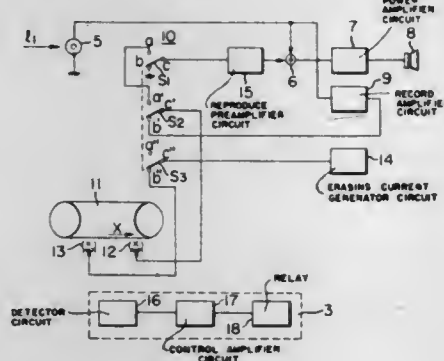 POWER
AMPLIFIER
CIRCUIT
10
l1
5
a
b
c
S1
7
8
6
15
9
REPRODUCE
PREAMPLIFIER
CIRCUIT
RECORD
AMPLIFIER
CIRCUIT
a'
c'
S2
b'
a"
c"
S3
b"
14
ERASINS CURRENT
GENERATOR CIRCUIT
11
X
13
12
RELAY
DETECTOR
CIRCUIT
16
17
18
3
CONTROL AMPLIFIER
CIRCUIT